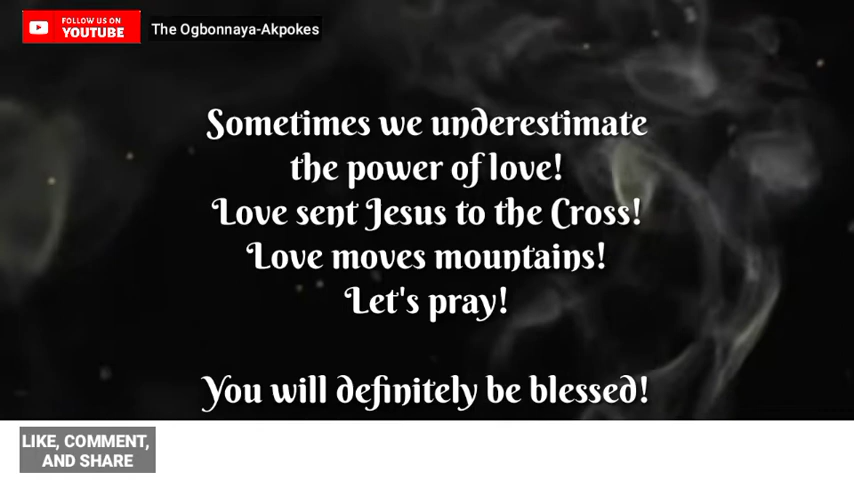 FOLLOW US ON
YOUTUBE
The Ogbonnaya-Akpokes
Sometimes we underestimate
the power of love!
Love sent Jesus to the Cross!
Love moves mountains!
Let's pray!
You will definitely be blessed!
LIKE, COMMENT,
AND SHARE